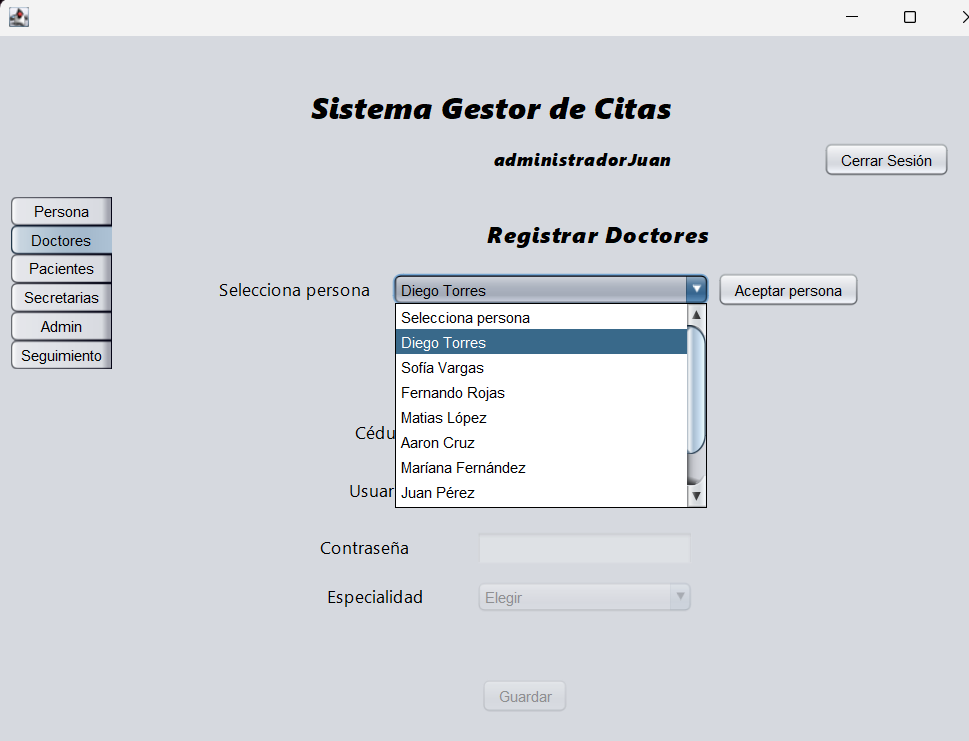 Sistema Gestor de Citas
administradorJuan
Cerrar Sesión
Persona
Doctores
Pacientes
Secretarias
Admin
Seguimiento
Registrar Doctores
Selecciona persona
Diego Torres
Aceptar persona
Selecciona persona
Diego Torres
Sofía Vargas
Fernando Rojas
Matias López
Aaron Cruz
Maríana Fernández
Juan Pérez
Cédu
Usuar
Contraseña
Especialidad
Elegir
Guardar